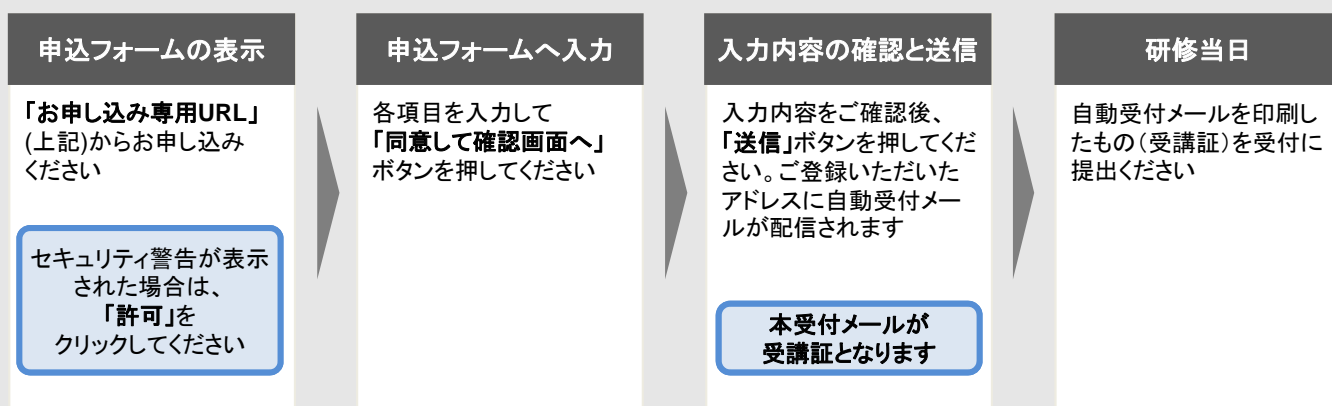 申込フォームの表示
「お申し込み専用URL」
(上記)からお申し込み
ください
セキュリティ警告が表示
された場合は、
「許可」を
クリックしてください
申込フォームへ入力
各項目を入力して
「同意して確認画面へ」
ボタンを押してください
入力内容の確認と送信
入力内容をご確認後、
「送信」ボタンを押してくだ
さい。ご登録いただいた
アドレスに自動受付メー
ルが配信されます
本受付メールが
受講証となります
研修当日
自動受付メールを印刷し
たもの(受講証)を受付に
提出ください